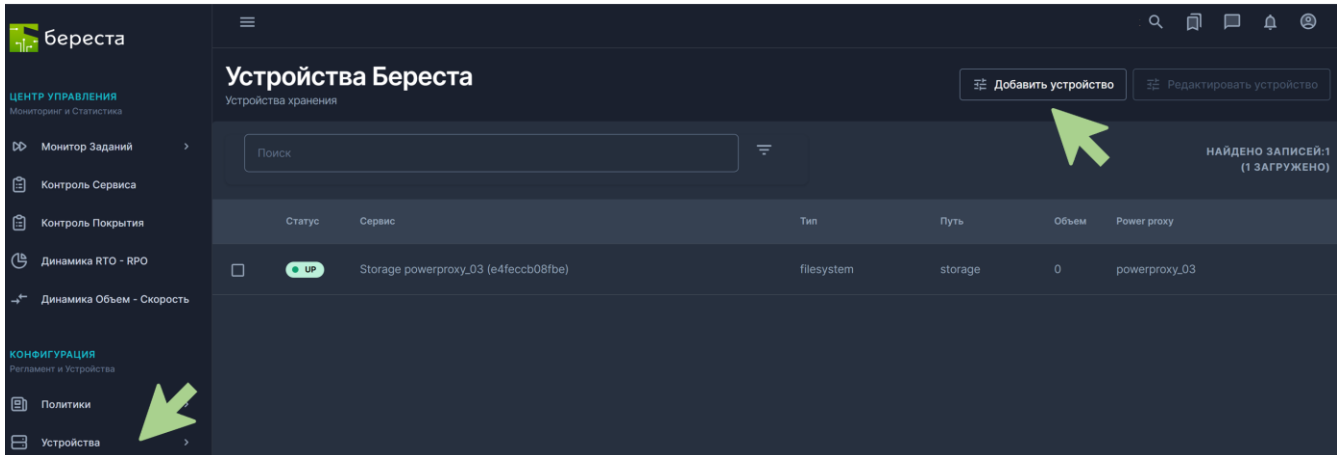 береста
Устройства Береста
Устройства хранения
Добавить устройство
Редактировать устройство
ЦЕНТР УПРАВЛЕНИЯ
Мониторинг и Статистика
Монитор Заданий
Контроль Сервиса
Контроль Покрытия
Динамика RTO - RPO
Динамика Объем - Скорость
КОНФИГУРАЦИЯ
Регламент и Устройства
Политики
Устройства
Поиск
НАЙДЕНО ЗАПИСЕЙ:1
(1 ЗАГРУЖЕНО)
Статус Сервис Тип Путь Объем Power proxy
UP Storage powerproxy_03 (e4feccb08fbe) filesystem storage 0 powerproxy_03